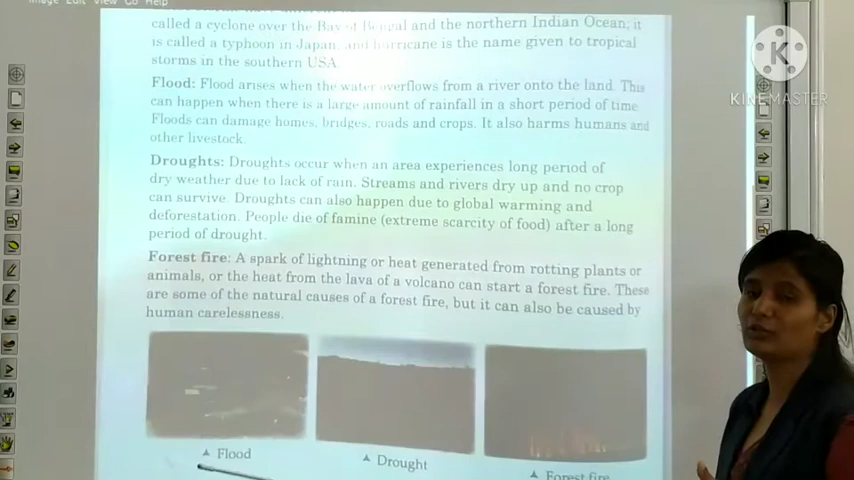 Image Edit View Go Help
called a cyclone over the Bay of Bengal and the northern Indian Ocean; it
is called a typhoon in Japan, and hurricane is the name given to tropical
storms in the southern USA.
Flood: Flood arises when the water overflows from a river onto the land. This
can happen when there is a large amount of rainfall in a short period of time.
Floods can damage homes, bridges, roads and crops. It also harms humans and
other livestock.
Droughts: Droughts occur when an area experiences long period of
dry weather due to lack of rain. Streams and rivers dry up and no crop
can survive. Droughts can also happen due to global warming and
deforestation. People die of famine (extreme scarcity of food) after a long
period of drought.
Forest fire: A spark of lightning or heat generated from rotting plants or
animals, or the heat from the lava of a volcano can start a forest fire. These
are some of the natural causes of a forest fire, but it can also be caused by
human carelessness.
▲ Flood
▲ Drought
▲ Forest fire
K
KINEMASTER